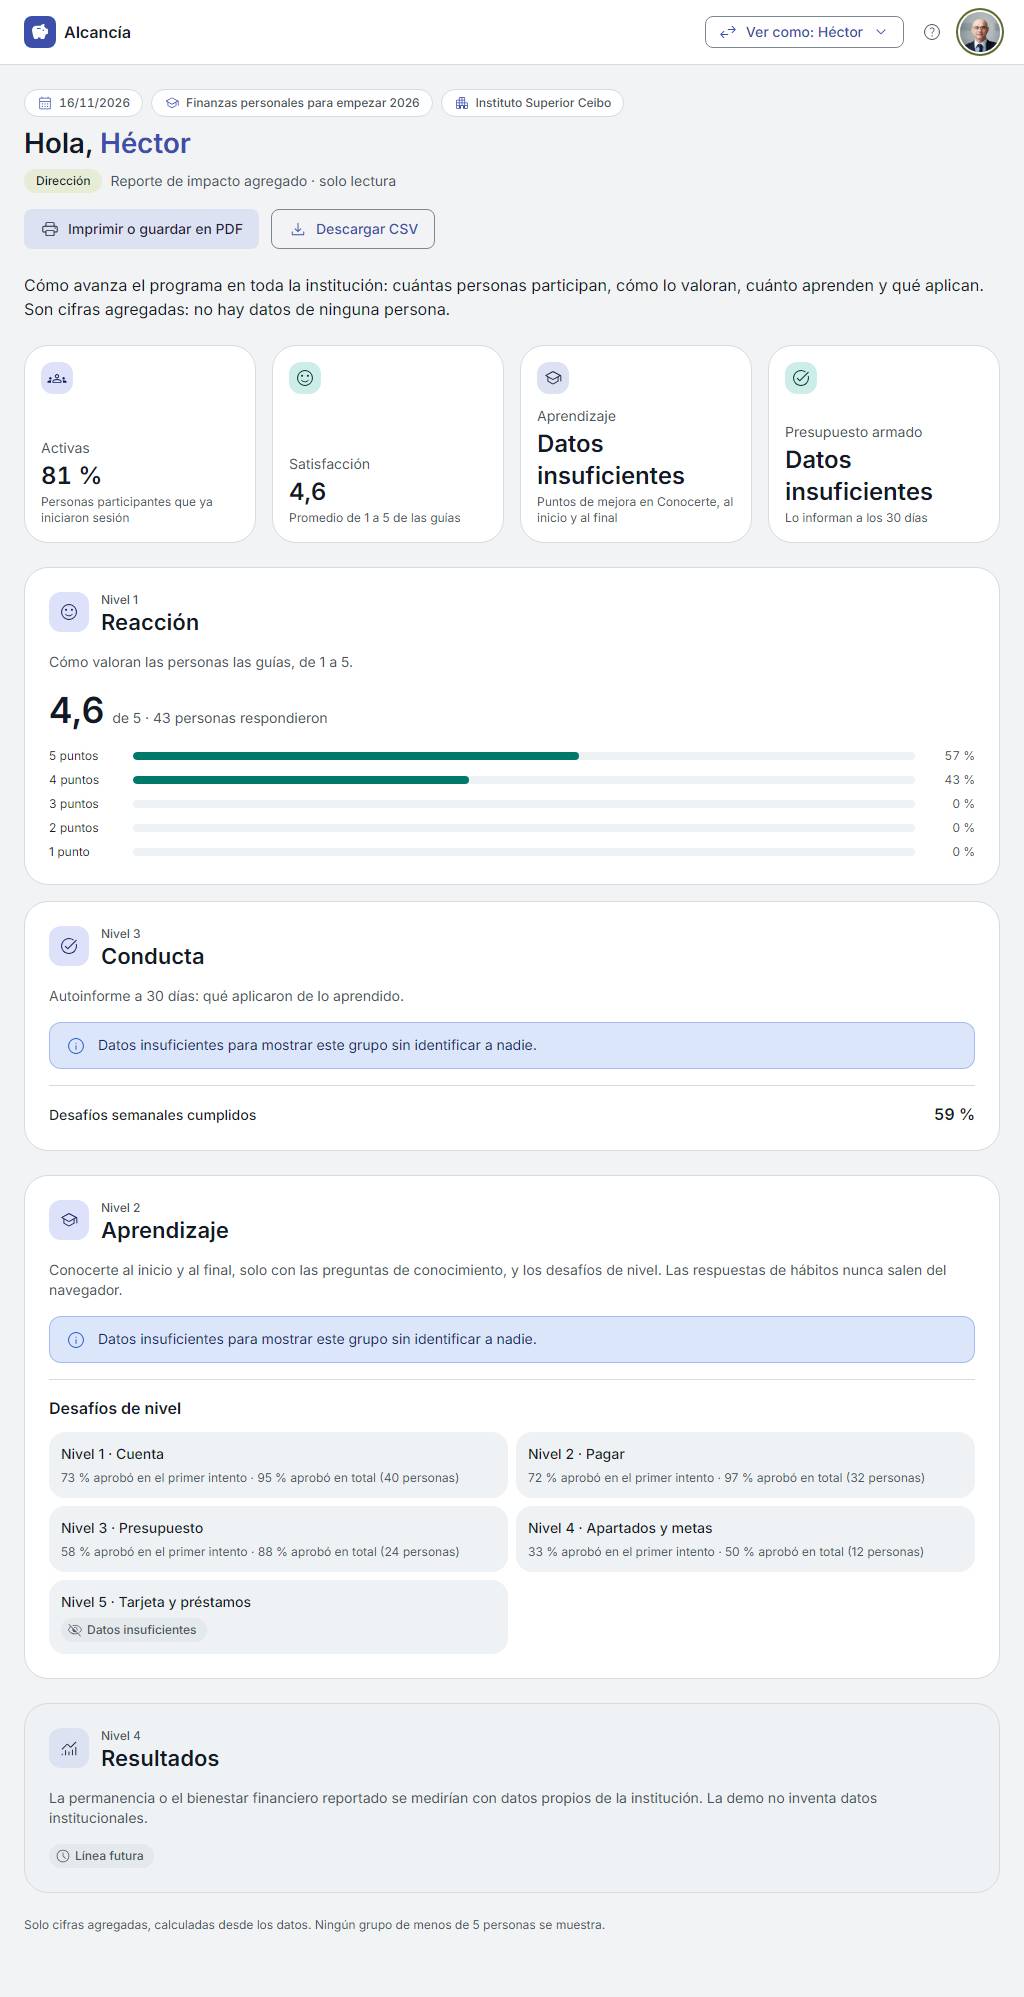 Alcancía
Ver como: Héctor
16/11/2026
Finanzas personales para empezar 2026
Instituto Superior Ceibo
Hola, Héctor
Dirección
Reporte de impacto agregado · solo lectura
Imprimir o guardar en PDF
Descargar CSV
Cómo avanza el programa en toda la institución: cuántas personas participan, cómo lo valoran, cuánto aprenden y qué aplican.
Son cifras agregadas: no hay datos de ninguna persona.
Activas
81 %
Personas participantes que ya
iniciaron sesión
Satisfacción
4,6
Promedio de 1 a 5 de las guías
Aprendizaje
Datos
insuficientes
Puntos de mejora en Conocerte, al
inicio y al final
Presupuesto armado
Datos
insuficientes
Lo informan a los 30 días
Nivel 1
Reacción
Cómo valoran las personas las guías, de 1 a 5.
4,6 de 5 · 43 personas respondieron
5 puntos 57 %
4 puntos 43 %
3 puntos 0 %
2 puntos 0 %
1 punto 0 %
Nivel 3
Conducta
Autoinforme a 30 días: qué aplicaron de lo aprendido.
Datos insuficientes para mostrar este grupo sin identificar a nadie.
Desafíos semanales cumplidos 59 %
Nivel 2
Aprendizaje
Conocerte al inicio y al final, solo con las preguntas de conocimiento, y los desafíos de nivel. Las respuestas de hábitos nunca salen del
navegador.
Datos insuficientes para mostrar este grupo sin identificar a nadie.
Desafíos de nivel
Nivel 1 · Cuenta
73 % aprobó en el primer intento · 95 % aprobó en total (40 personas)
Nivel 2 · Pagar
72 % aprobó en el primer intento · 97 % aprobó en total (32 personas)
Nivel 3 · Presupuesto
58 % aprobó en el primer intento · 88 % aprobó en total (24 personas)
Nivel 4 · Apartados y metas
33 % aprobó en el primer intento · 50 % aprobó en total (12 personas)
Nivel 5 · Tarjeta y préstamos
Datos insuficientes
Nivel 4
Resultados
La permanencia o el bienestar financiero reportado se medirían con datos propios de la institución. La demo no inventa datos
institucionales.
Línea futura
Solo cifras agregadas, calculadas desde los datos. Ningún grupo de menos de 5 personas se muestra.